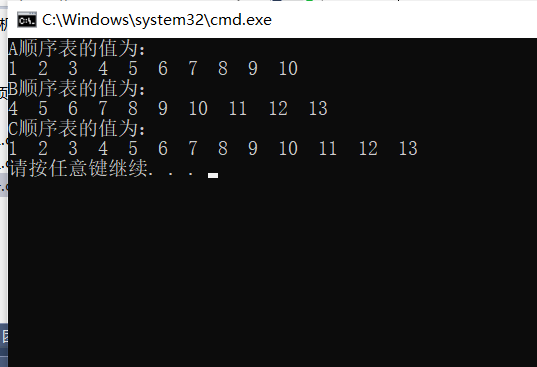 C:\Windows\system32\cmd.exe
A顺序表的值为:
1 2 3 4 5 6 7 8 9 10
B顺序表的值为:
4 5 6 7 8 9 10 11 12 13
C顺序表的值为:
1 2 3 4 5 6 7 8 9 10 11 12 13
请按任意键继续. . .